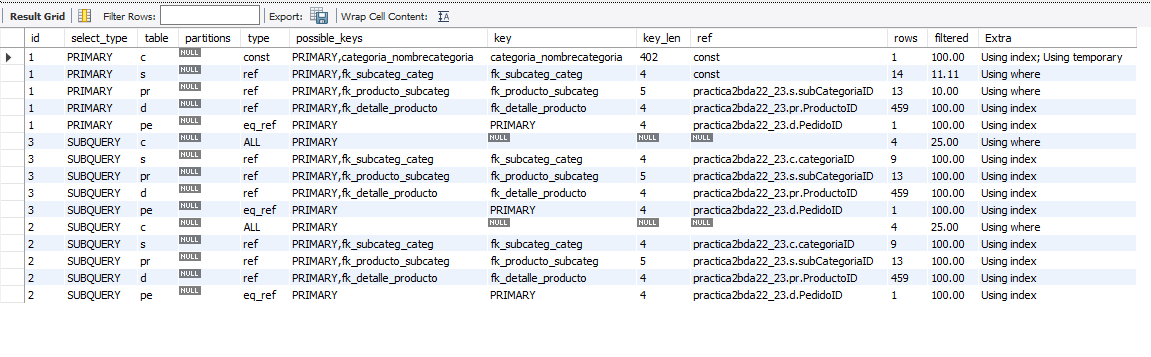 Result Grid Filter Rows: Export: Wrap Cell Content: IA
id select_type table partitions type possible_keys key key_len ref rows filtered Extra
1 PRIMARY c NULL const PRIMARY,categoria_nombrecategoria categoria_nombrecategoria 402 const 1 100.00 Using index; Using temporary
1 PRIMARY s NULL ref PRIMARY,fk_subcateg_categ fk_subcateg_categ 4 const 14 11.11 Using where
1 PRIMARY pr NULL ref PRIMARY,fk_producto_subcateg fk_producto_subcateg 5 practica2bda22_23.s.subCategoriaID 13 10.00 Using where
1 PRIMARY d NULL ref PRIMARY,fk_detalle_producto fk_detalle_producto 4 practica2bda22_23.pr.ProductoID 459 100.00 Using index
1 PRIMARY pe NULL eq_ref PRIMARY PRIMARY 4 practica2bda22_23.d.PedidoID 1 100.00 Using index
3 SUBQUERY c NULL ALL PRIMARY NULL NULL NULL 4 25.00 Using where
3 SUBQUERY s NULL ref PRIMARY,fk_subcateg_categ fk_subcateg_categ 4 practica2bda22_23.c.categoriaID 9 100.00 Using index
3 SUBQUERY pr NULL ref PRIMARY,fk_producto_subcateg fk_producto_subcateg 5 practica2bda22_23.s.subCategoriaID 13 100.00 Using index
3 SUBQUERY d NULL ref PRIMARY,fk_detalle_producto fk_detalle_producto 4 practica2bda22_23.pr.ProductoID 459 100.00 Using index
3 SUBQUERY pe NULL eq_ref PRIMARY PRIMARY 4 practica2bda22_23.d.PedidoID 1 100.00 Using index
2 SUBQUERY c NULL ALL PRIMARY NULL NULL NULL 4 25.00 Using where
2 SUBQUERY s NULL ref PRIMARY,fk_subcateg_categ fk_subcateg_categ 4 practica2bda22_23.c.categoriaID 9 100.00 Using index
2 SUBQUERY pr NULL ref PRIMARY,fk_producto_subcateg fk_producto_subcateg 5 practica2bda22_23.s.subCategoriaID 13 100.00 Using index
2 SUBQUERY d NULL ref PRIMARY,fk_detalle_producto fk_detalle_producto 4 practica2bda22_23.pr.ProductoID 459 100.00 Using index
2 SUBQUERY pe NULL eq_ref PRIMARY PRIMARY 4 practica2bda22_23.d.PedidoID 1 100.00 Using index